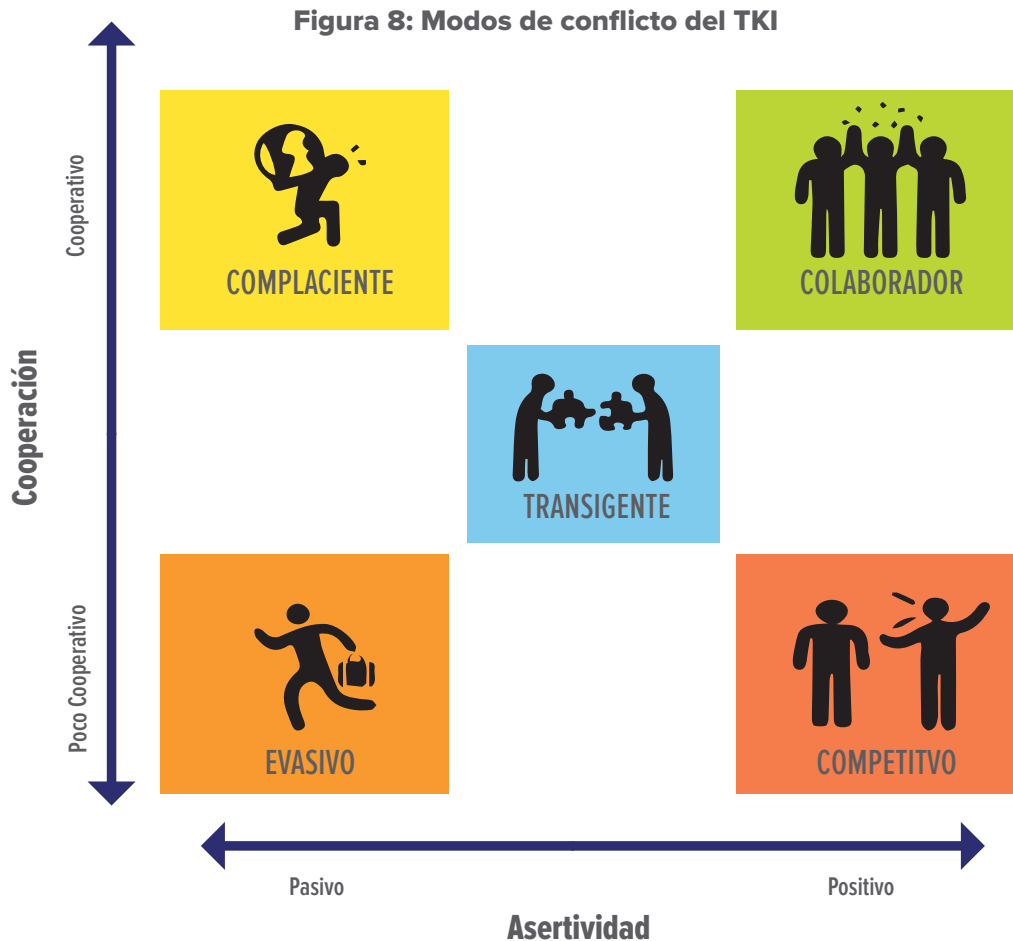 Figura 8: Modos de conflicto del TKI
Cooperativo
COMPLACIENTE
COLABORADOR
Cooperación
TRANSIGENTE
Poco Cooperativo
EVASIVO
COMPETITVO
Pasivo
Positivo
Asertividad